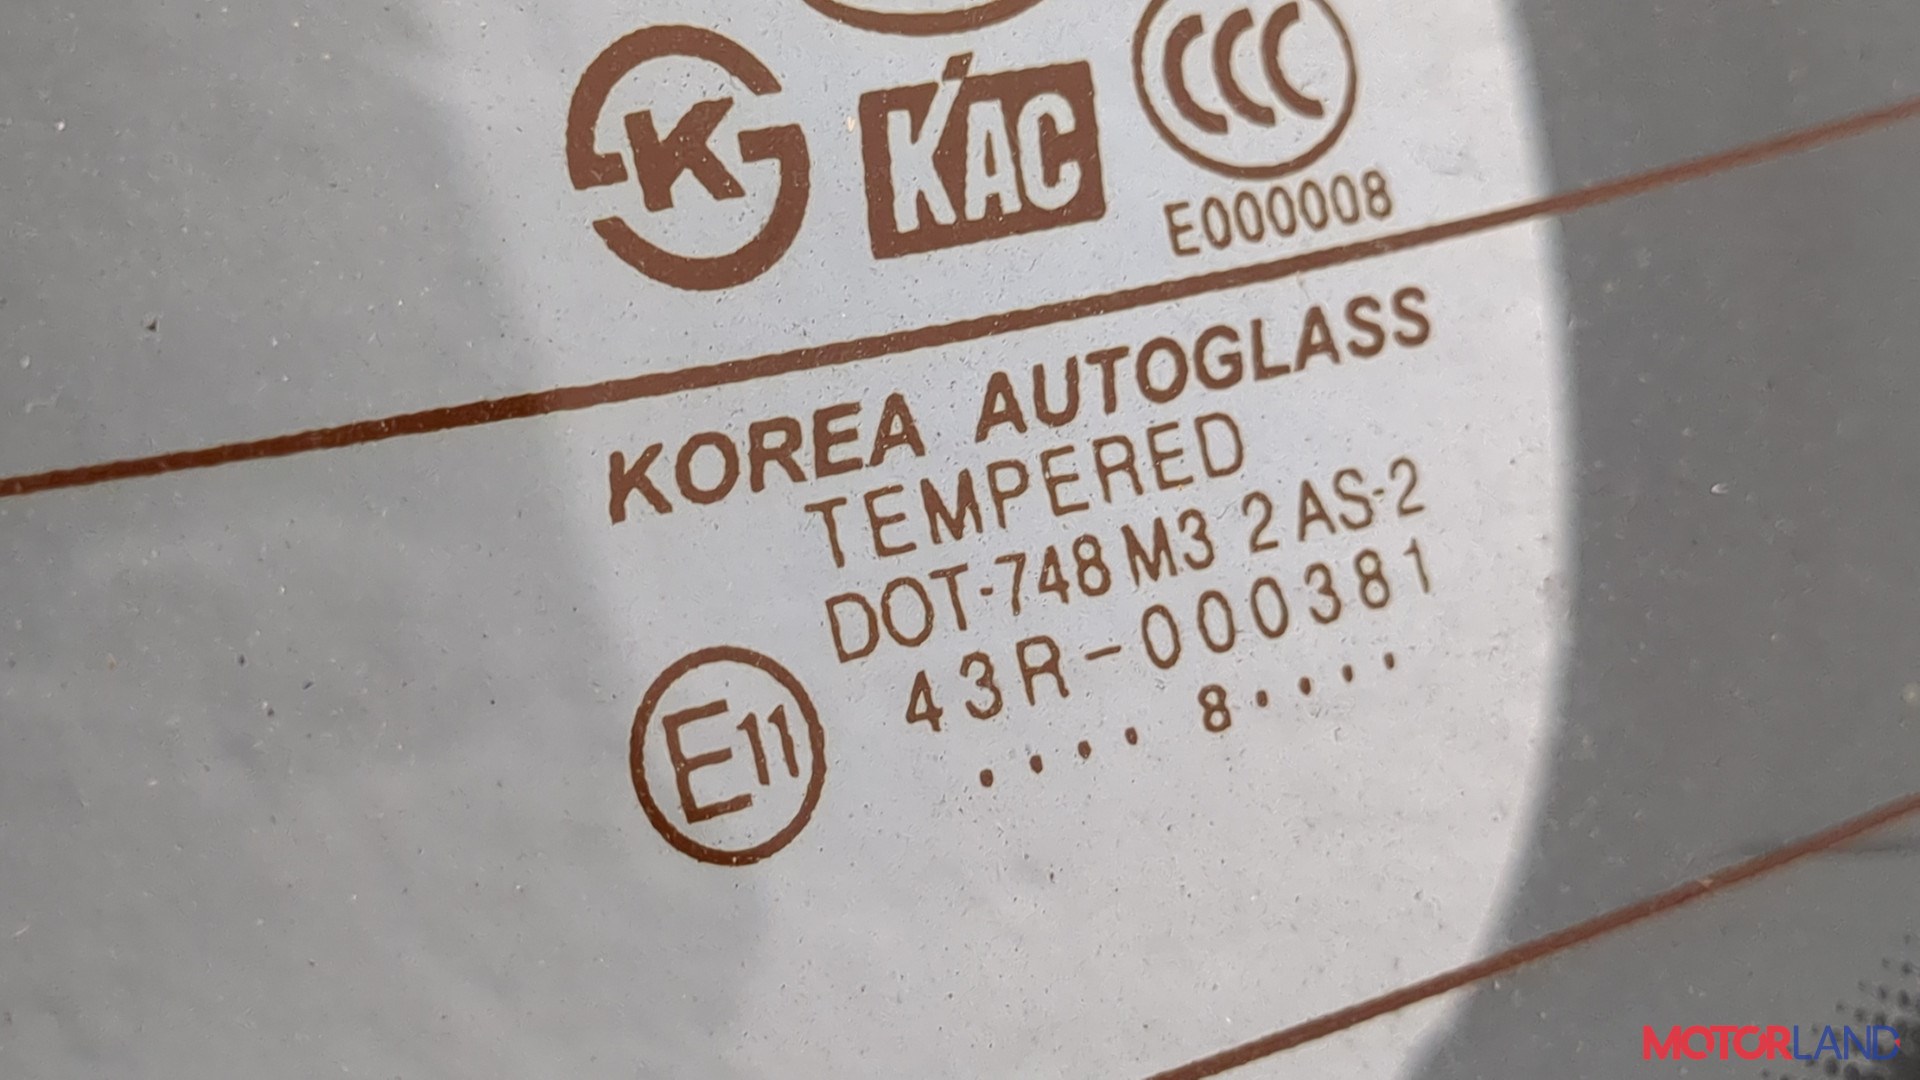 K
KAC
CCC
E000008
KOREA AUTOGLASS
TEMPERED
DOT-748 M3 2 AS-2
43R-000381
E11
....8....
MOTORLAND